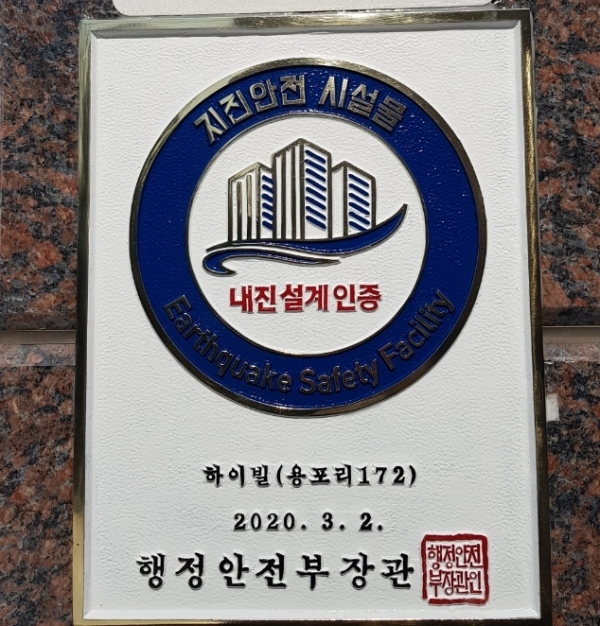 지진안전 시설물
내진설계인증
Earthquake Safety Facility
하이빌(용포리172)
2020. 3. 2.
행정안전부장관
행정안전
부장관인